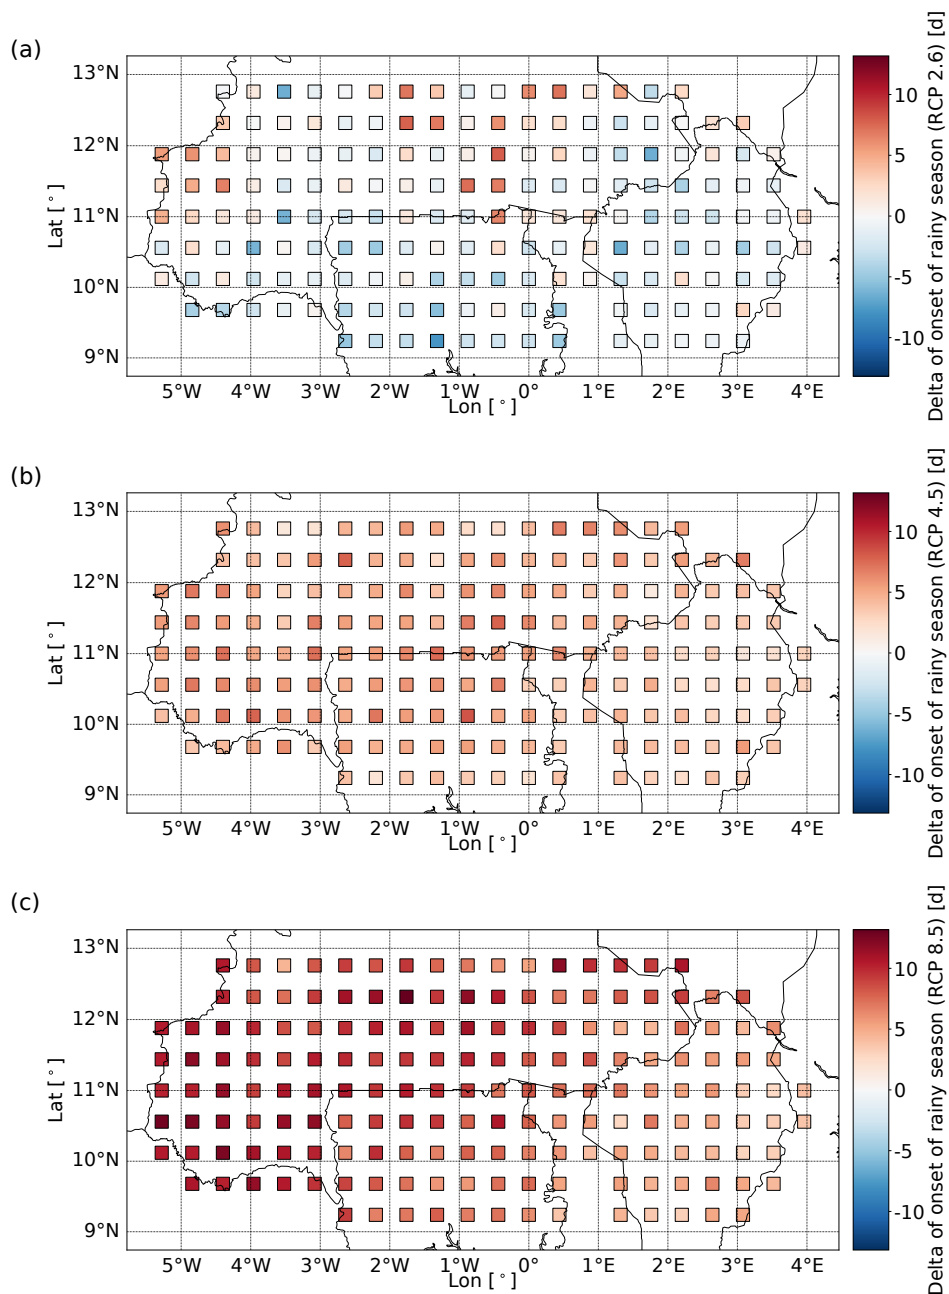 (a)
13°N
12°N
11°N
10°N
9°N
Lat [°]
5°W 4°W 3°W 2°W 1°W 0° 1°E 2°E 3°E 4°E
Lon [°]
10
5
0
-5
-10
Delta of onset of rainy season (RCP 2.6) [d]
(b)
13°N
12°N
11°N
10°N
9°N
Lat [°]
5°W 4°W 3°W 2°W 1°W 0° 1°E 2°E 3°E 4°E
Lon [°]
10
5
0
-5
-10
Delta of onset of rainy season (RCP 4.5) [d]
(c)
13°N
12°N
11°N
10°N
9°N
Lat [°]
5°W 4°W 3°W 2°W 1°W 0° 1°E 2°E 3°E 4°E
Lon [°]
10
5
0
-5
-10
Delta of onset of rainy season (RCP 8.5) [d]